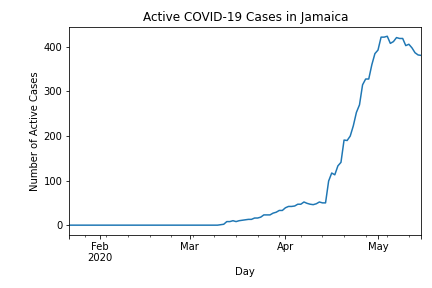 Active COVID-19 Cases in Jamaica
Number of Active Cases
400
300
200
100
0
Feb
2020
Mar
Apr
May
Day